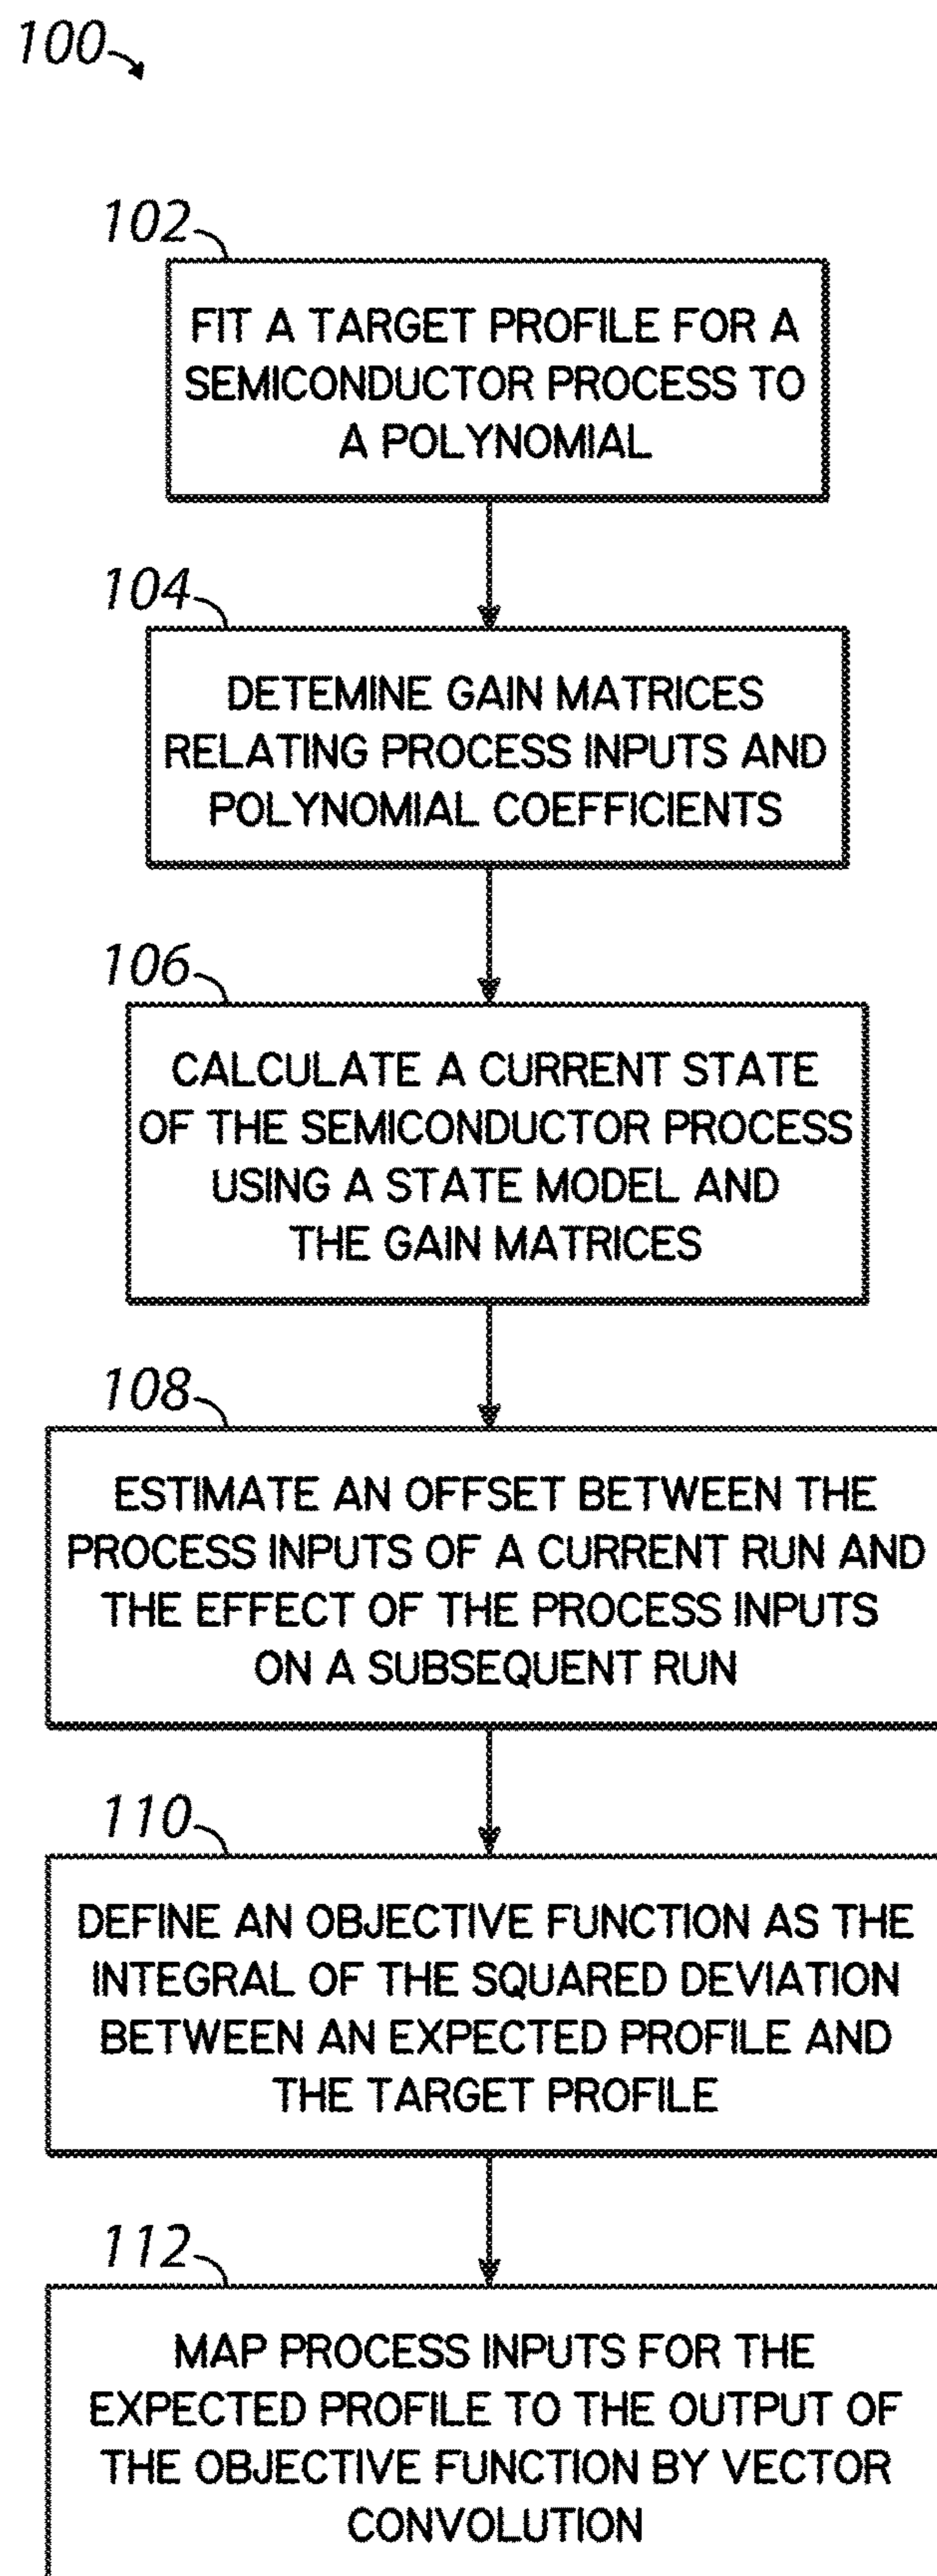 100
102
FIT A TARGET PROFILE FOR A
SEMICONDUCTOR PROCESS TO
A POLYNOMIAL
104
DETEMINE GAIN MATRICES
RELATING PROCESS INPUTS AND
POLYNOMIAL COEFFICIENTS
106
CALCULATE A CURRENT STATE
OF THE SEMICONDUCTOR PROCESS
USING A STATE MODEL AND
THE GAIN MATRICES
108
ESTIMATE AN OFFSET BETWEEN THE
PROCESS INPUTS OF A CURRENT RUN AND
THE EFFECT OF THE PROCESS INPUTS
ON A SUBSEQUENT RUN
110
DEFINE AN OBJECTIVE FUNCTION AS THE
INTEGRAL OF THE SQUARED DEVIATION
BETWEEN AN EXPECTED PROFILE AND
THE TARGET PROFILE
112
MAP PROCESS INPUTS FOR THE
EXPECTED PROFILE TO THE OUTPUT OF
THE OBJECTIVE FUNCTION BY VECTOR
CONVOLUTION